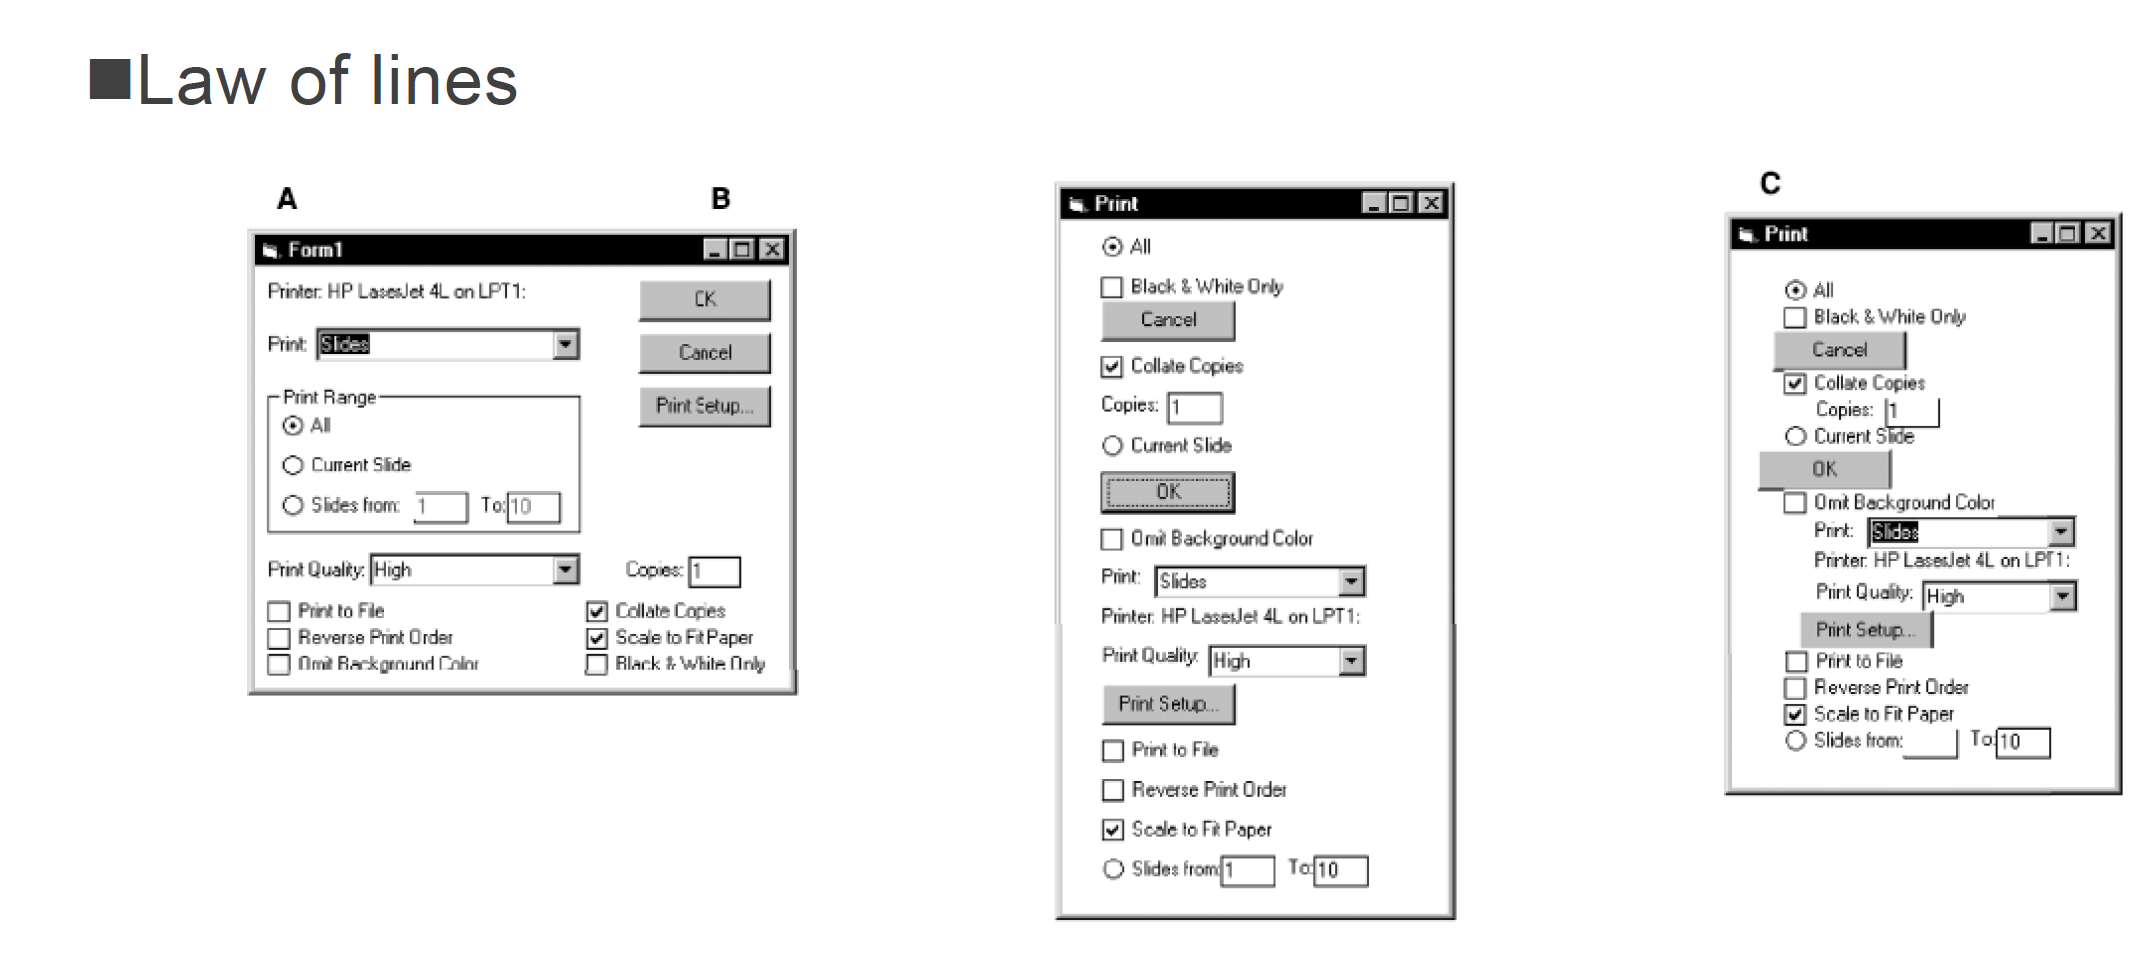 Law of lines
A
B
Form1
Printer: HP LaserJet 4L on LPT1:
OK
Print: Slides
Cancel
Print Range
Print Setup...
All
Current Slide
Slides from: 1 To: 10
Print Quality: High
Copies: 1
Print to File
Collate Copies
Reverse Print Order
Scale to Fit Paper
Omit Background Color
Black & White Only
Print
All
Black & White Only
Cancel
Collate Copies
Copies: 1
Current Slide
OK
Omit Background Color
Print: Slides
Printer: HP LaserJet 4L on LPT1:
Print Quality: High
Print Setup...
Print to File
Reverse Print Order
Scale to Fit Paper
Slides from: 1 To: 10
C
Print
All
Black & White Only
Cancel
Collate Copies
Copies: 1
Current Slide
OK
Omit Background Color
Print: Slides
Printer: HP LaserJet 4L on LPT1:
Print Quality: High
Print Setup...
Print to File
Reverse Print Order
Scale to Fit Paper
Slides from: To: 10